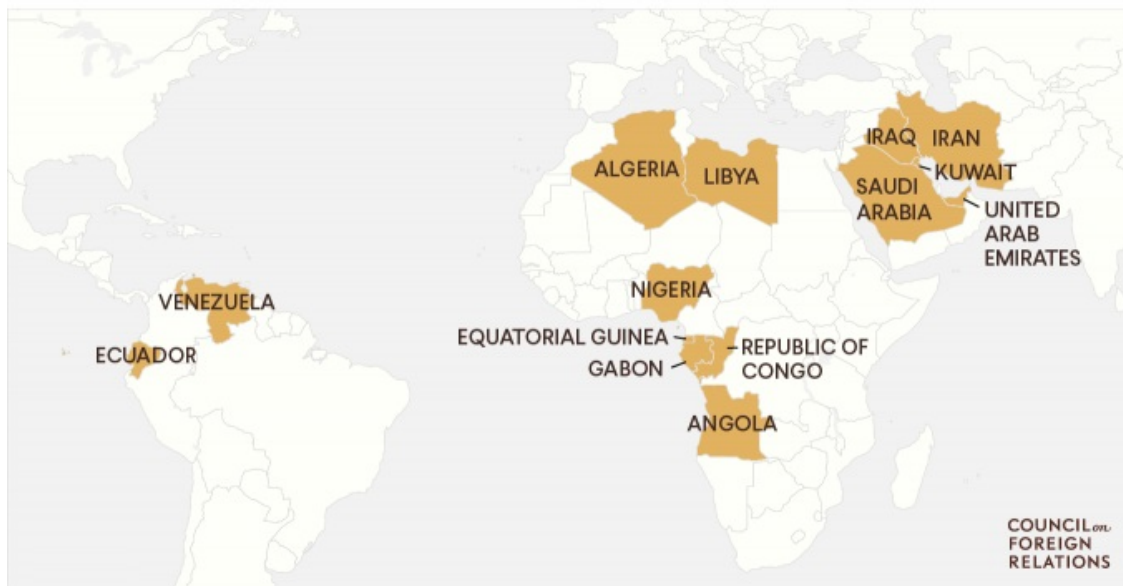 ALGERIA
LIBYA
IRAQ
IRAN
KUWAIT
SAUDI
ARABIA
UNITED
ARAB
EMIRATES
VENEZUELA
ECUADOR
NIGERIA
EQUATORIAL GUINEA
GABON
REPUBLIC OF
CONGO
ANGOLA
COUNCIL on
FOREIGN
RELATIONS